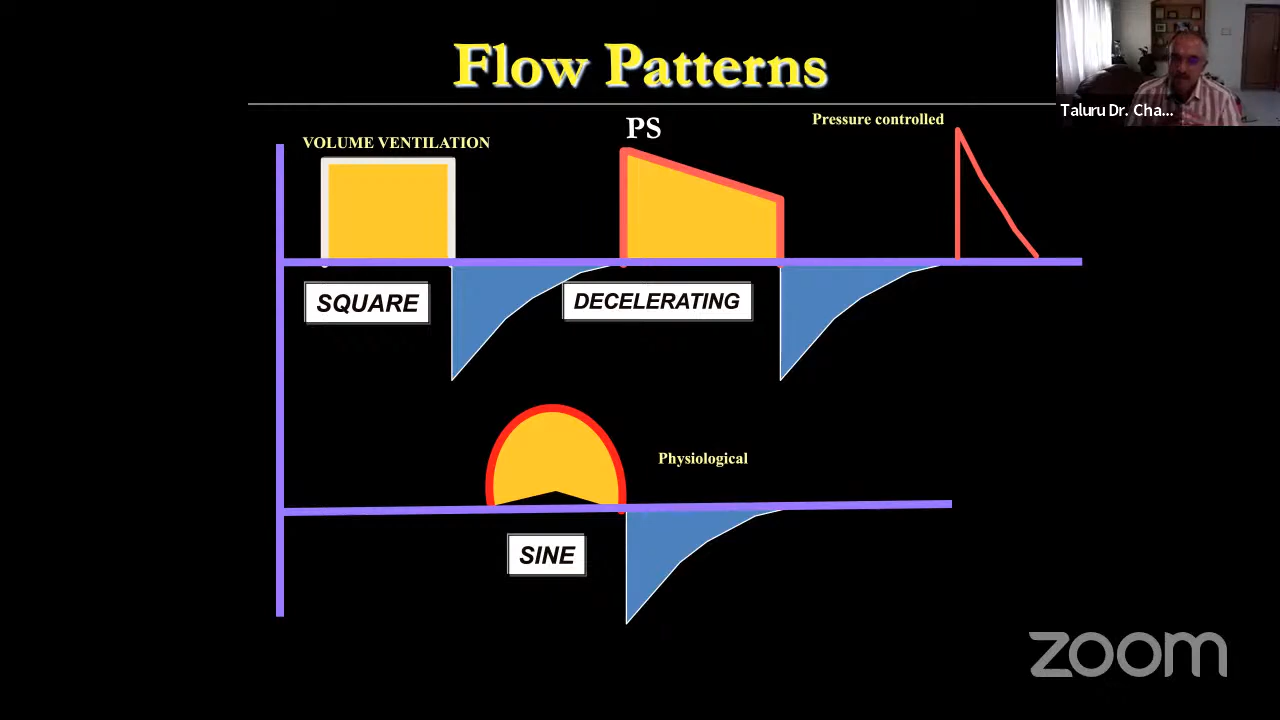 Flow Patterns
Taluru Dr. Cha...
PS
Pressure controlled
VOLUME VENTILATION
SQUARE
DECELERATING
Physiological
SINE
zoom